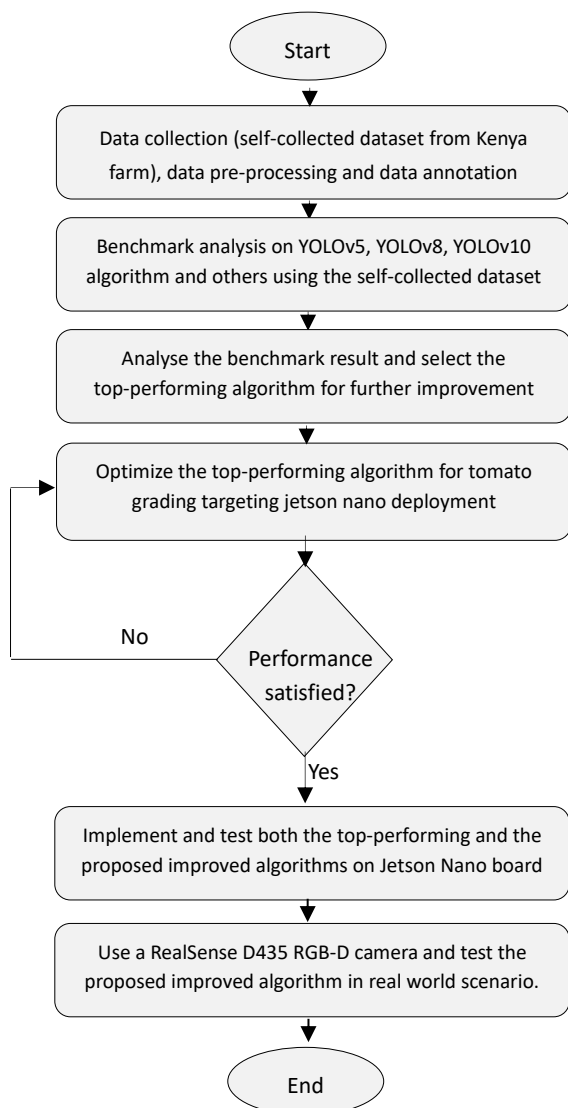 Start
Data collection (self-collected dataset from Kenya
farm), data pre-processing and data annotation
Benchmark analysis on YOLOv5, YOLOv8, YOLOv10
algorithm and others using the self-collected dataset
Analyse the benchmark result and select the
top-performing algorithm for further improvement
Optimize the top-performing algorithm for tomato
grading targeting jetson nano deployment
No
Performance
satisfied?
Yes
Implement and test both the top-performing and the
proposed improved algorithms on Jetson Nano board
Use a RealSense D435 RGB-D camera and test the
proposed improved algorithm in real world scenario.
End